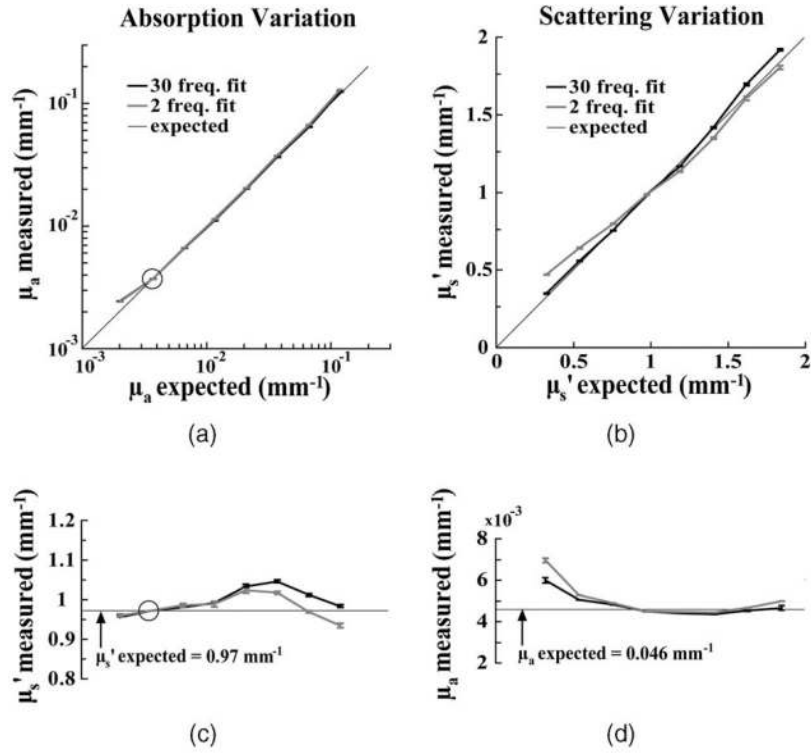 Absorption Variation
μₐ measured (mm⁻¹)
10⁻¹
10⁻²
10⁻³
30 freq. fit
2 freq. fit
expected
10⁻³
10⁻²
10⁻¹
μₐ expected (mm⁻¹)
(a)
Scattering Variation
μₛ' measured (mm⁻¹)
2
1.5
1
0.5
0
30 freq. fit
2 freq. fit
expected
0
0.5
1
1.5
2
μₛ' expected (mm⁻¹)
(b)
μₛ' measured (mm⁻¹)
1.2
1.1
1
0.9
0.8
μₛ' expected = 0.97 mm⁻¹
(c)
μₐ measured (mm⁻¹)
x10⁻³
8
6
4
2
μₐ expected = 0.046 mm⁻¹
(d)